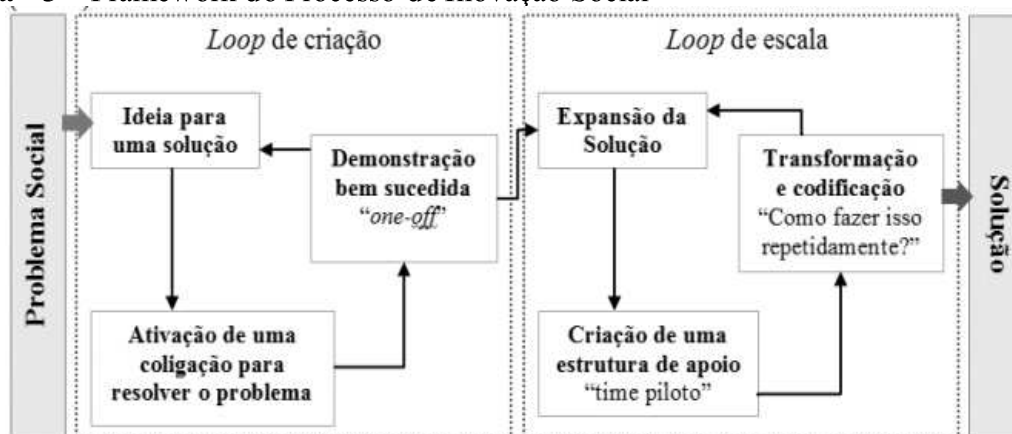 3 Framework do Processo de Inovação Social
Problema Social
Loop de criação
Ideia para
uma solução
Demonstração
bem sucedida
“one-off”
Ativação de uma
coligação para
resolver o problema
Loop de escala
Expansão da
Solução
Transformação
e codificação
“Como fazer isso
repetidamente?”
Criação de uma
estrutura de apoio
“time piloto”
Solução